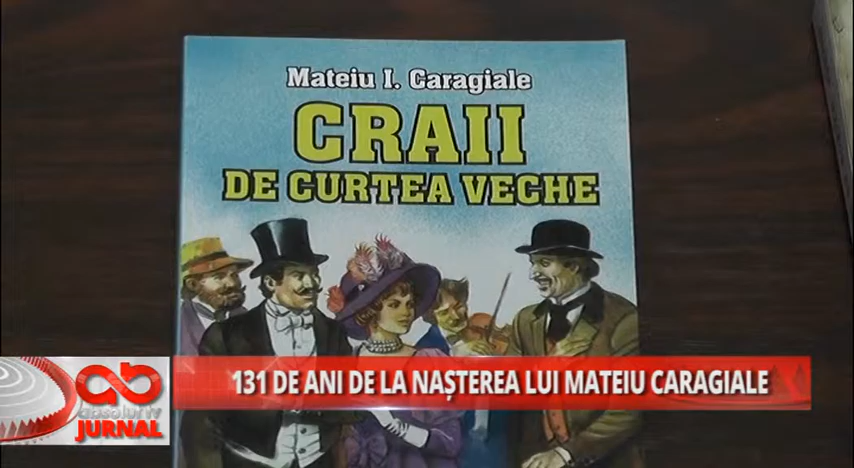 Mateiu I. Caragiale
CRAII
DE CURTEA VECHE
131 DE ANI DE LA NAȘTEREA LUI MATEIU CARAGIALE
ab
absolut tv
JURNAL